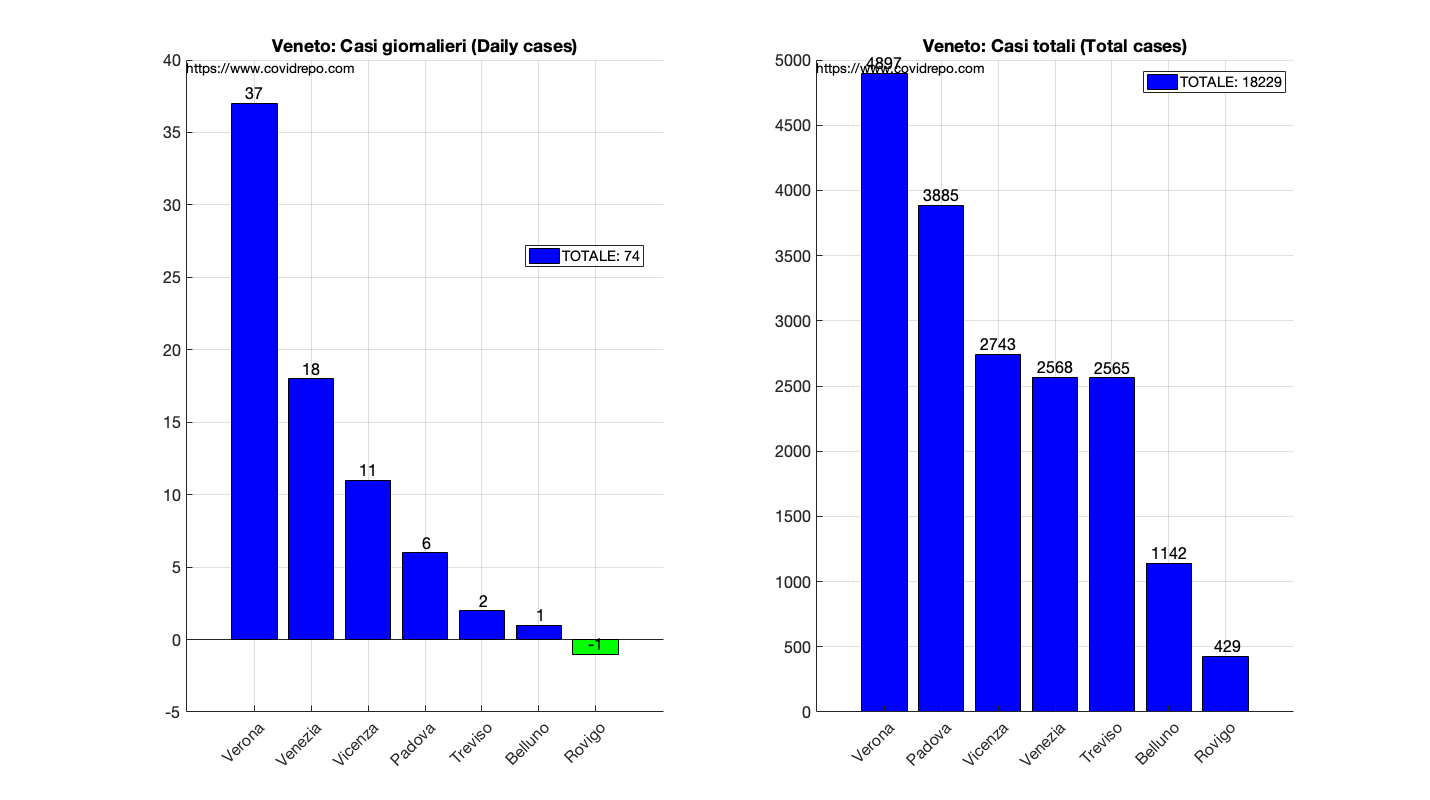 Veneto: Casi giornalieri (Daily cases)
https://www.covidrepo.com
40
35
30
25
20
15
10
5
0
-5
37
18
11
6
2
1
-1
TOTALE: 74
Verona
Venezia
Vicenza
Padova
Treviso
Belluno
Rovigo
Veneto: Casi totali (Total cases)
https://www.covidrepo.com
TOTALE: 18229
5000
4500
4000
3500
3000
2500
2000
1500
1000
500
0
4897
3885
2743
2568
2565
1142
429
Verona
Padova
Vicenza
Venezia
Treviso
Belluno
Rovigo